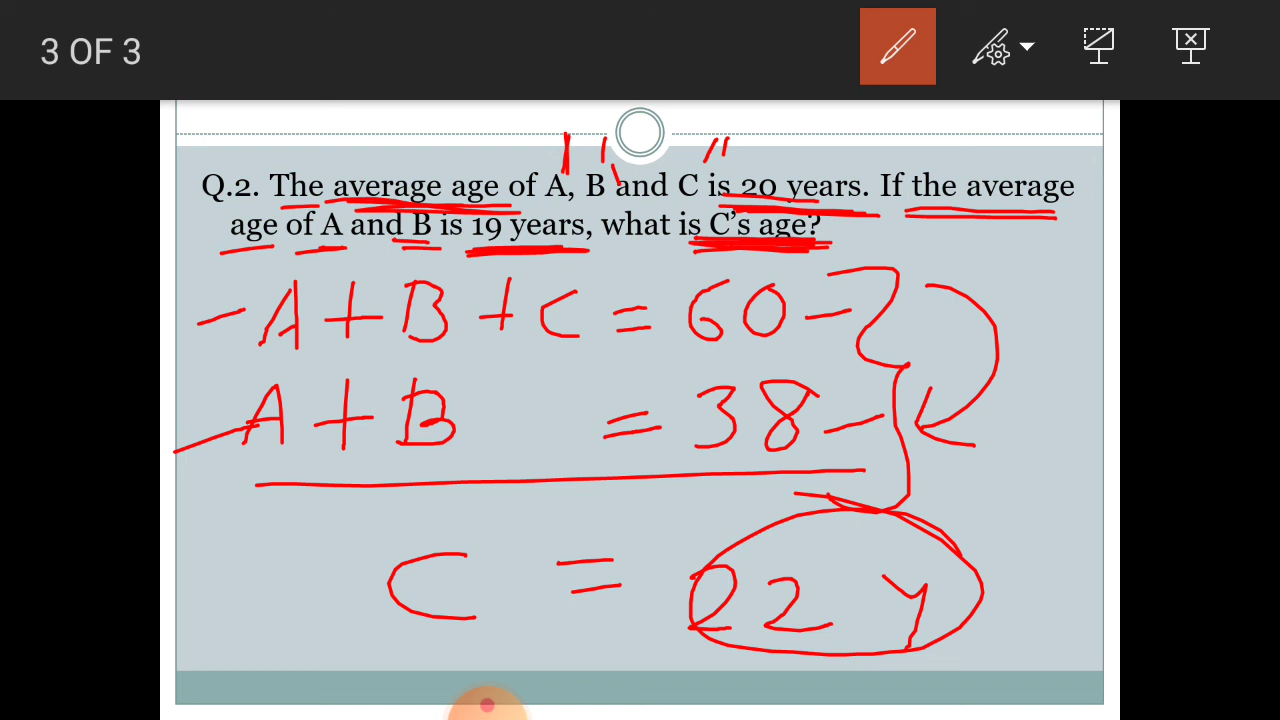 3 OF 3
Q.2. The average age of A, B and C is 20 years. If the average
age of A and B is 19 years, what is C’s age?
- A + B + C = 60 -
- A + B = 38 -
C = 22 y